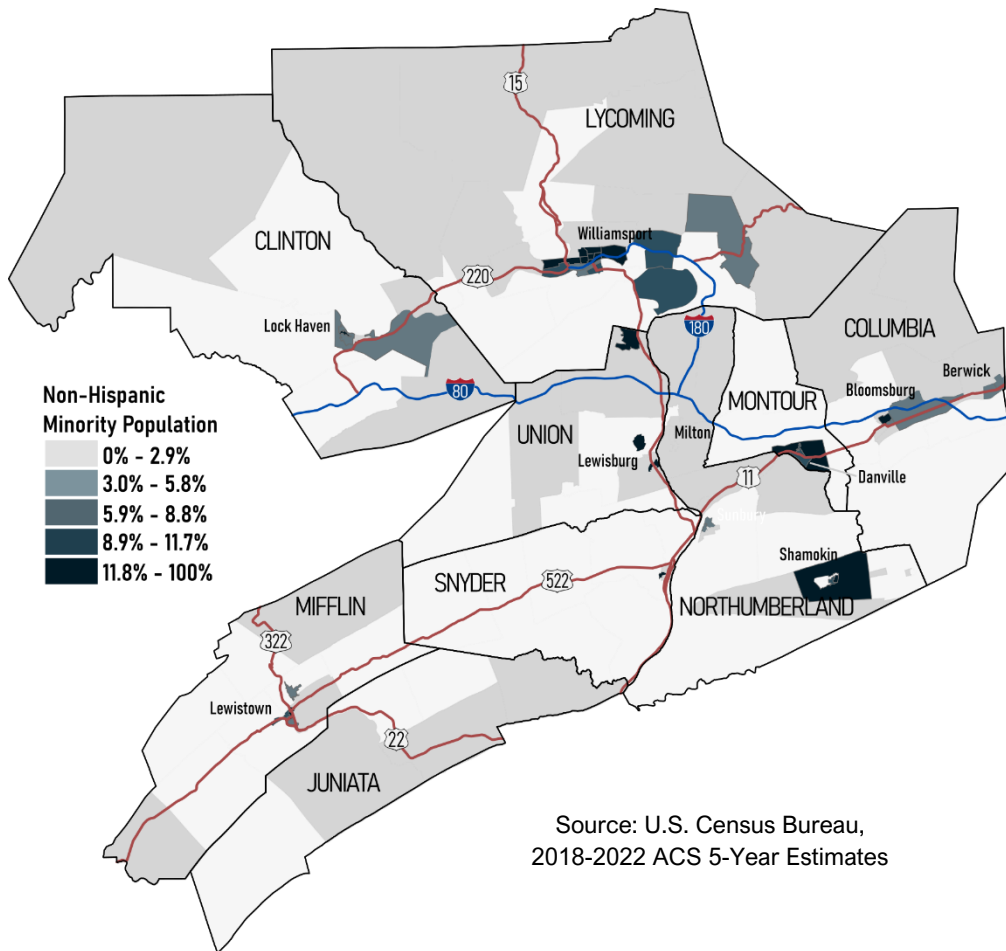 15
LYCOMING
Williamsport
CLINTON
220
Lock Haven
180
COLUMBIA
80
Berwick
Bloomsburg
MONTOUR
Non-Hispanic
Minority Population
0% - 2.9%
3.0% - 5.8%
5.9% - 8.8%
8.9% - 11.7%
11.8% - 100%
UNION
Milton
Lewisburg
11
Danville
Sunbury
Shamokin
SNYDER
522
MIFFLIN
NORTHUMBERLAND
322
Lewistown
22
JUNIATA
Source: U.S. Census Bureau,
2018-2022 ACS 5-Year Estimates